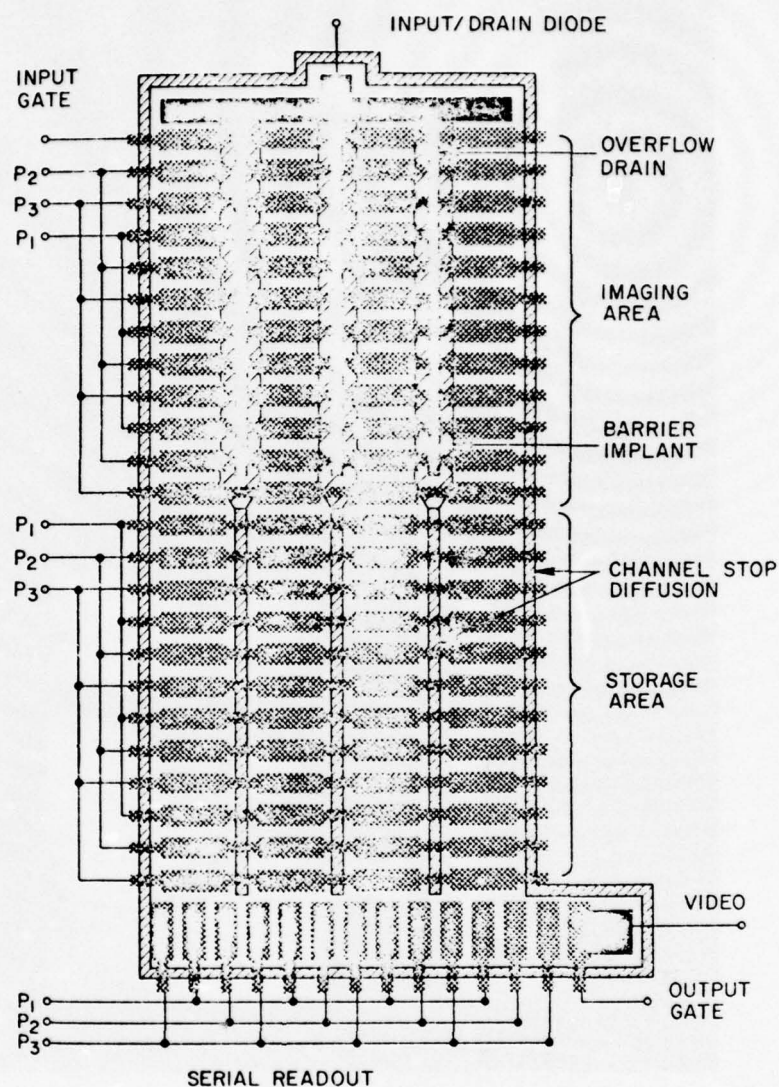 INPUT/DRAIN DIODE
INPUT
GATE
OVERFLOW
DRAIN
P2
P3
P1
IMAGING
AREA
BARRIER
IMPLANT
P1
P2
P3
CHANNEL STOP
DIFFUSION
STORAGE
AREA
VIDEO
OUTPUT
GATE
P1
P2
P3
SERIAL READOUT